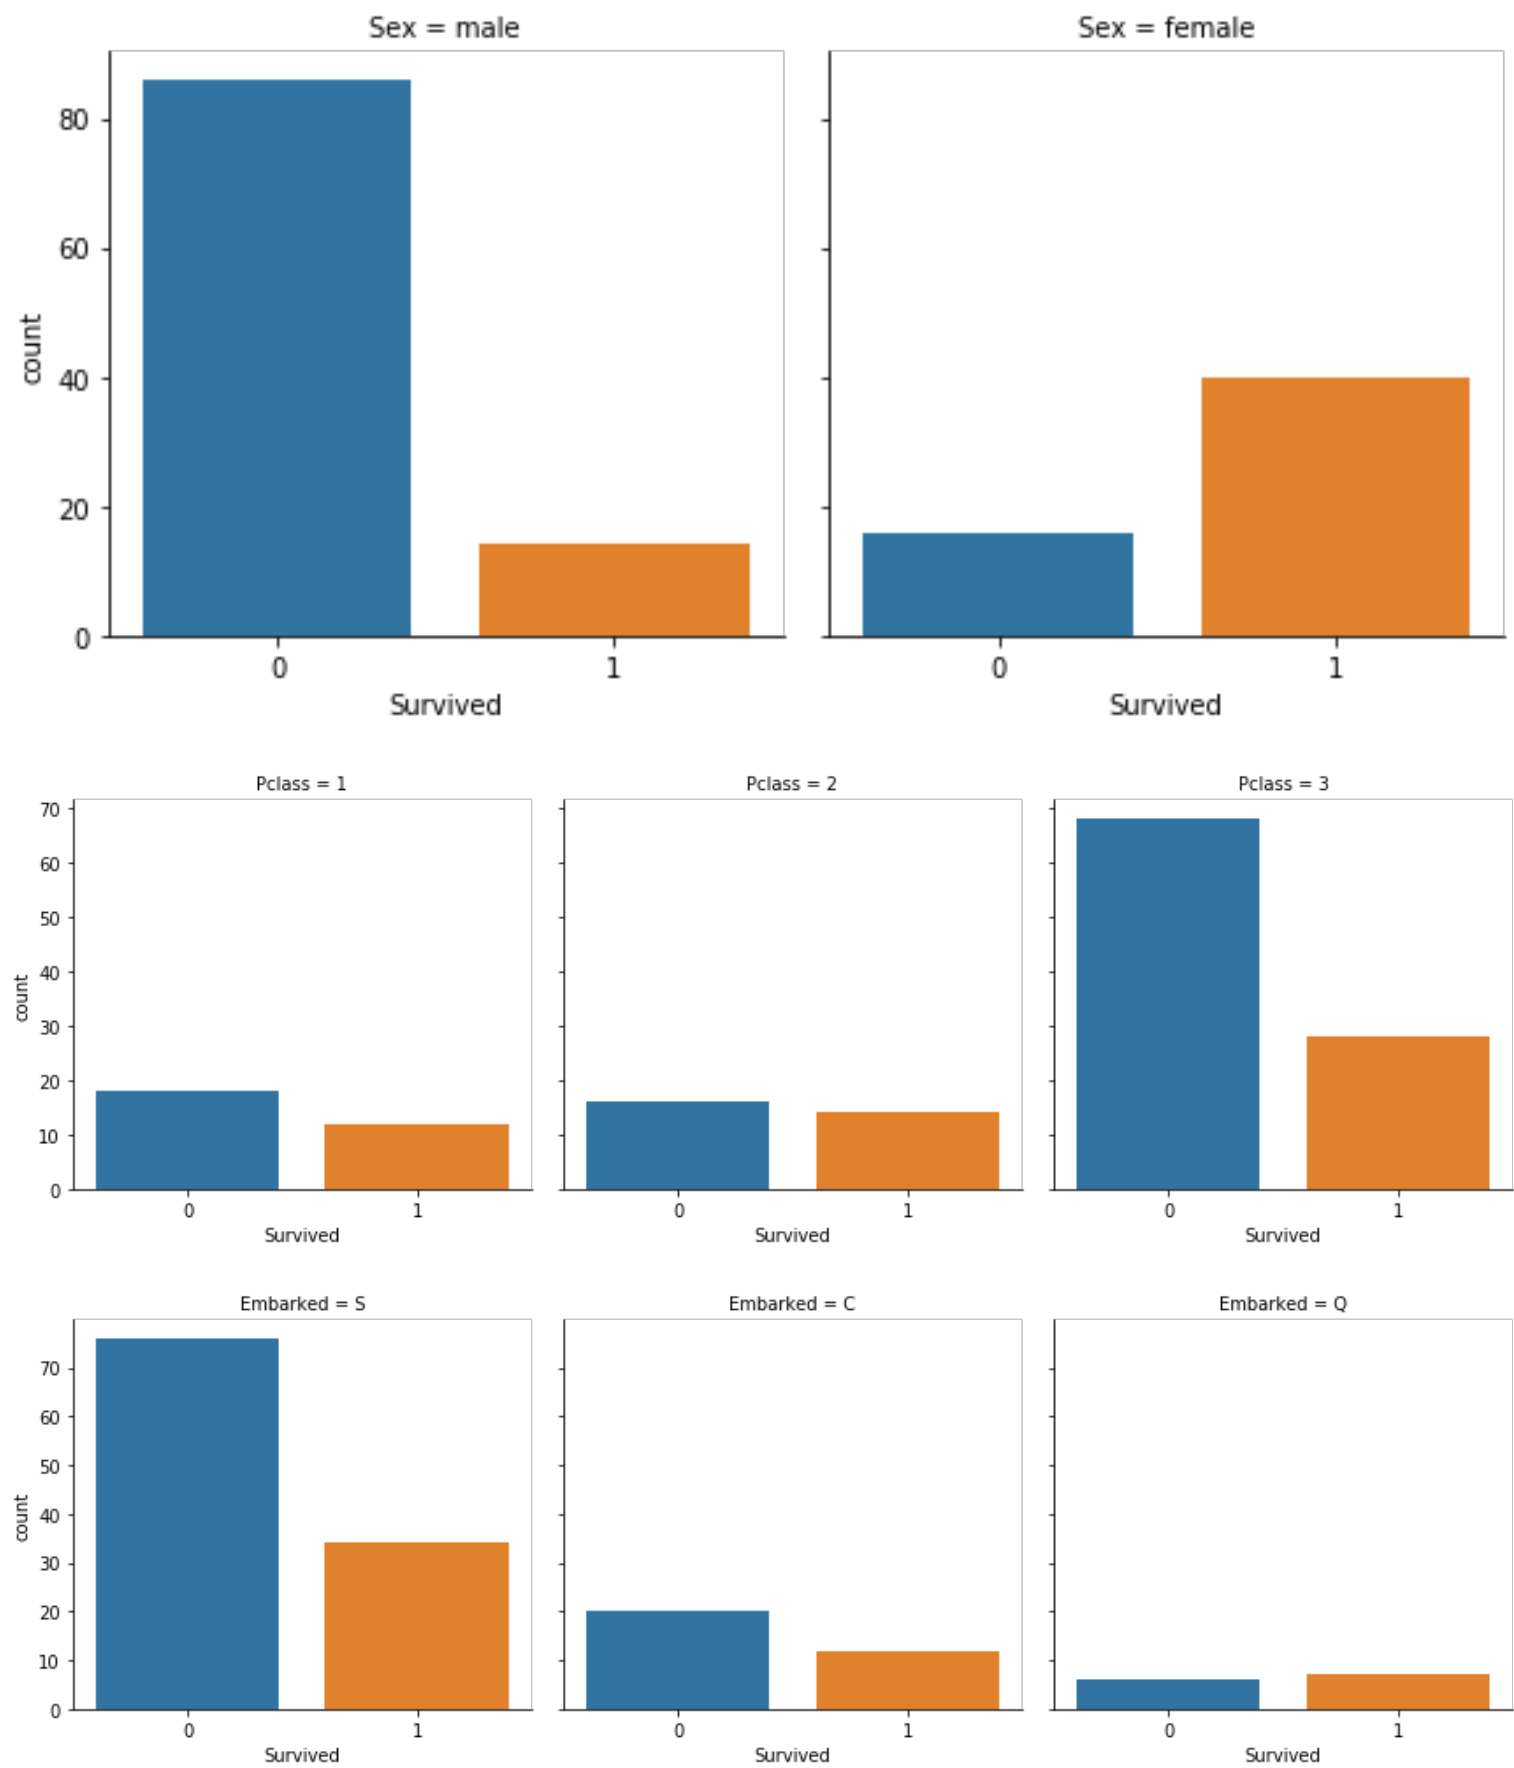 Sex = male
Sex = female
80
60
40
20
0
count
0 1
Survived
0 1
Survived
Pclass = 1
Pclass = 2
Pclass = 3
70
60
50
40
30
20
10
0
count
0 1
Survived
0 1
Survived
0 1
Survived
Embarked = S
Embarked = C
Embarked = Q
70
60
50
40
30
20
10
0
count
0 1
Survived
0 1
Survived
0 1
Survived